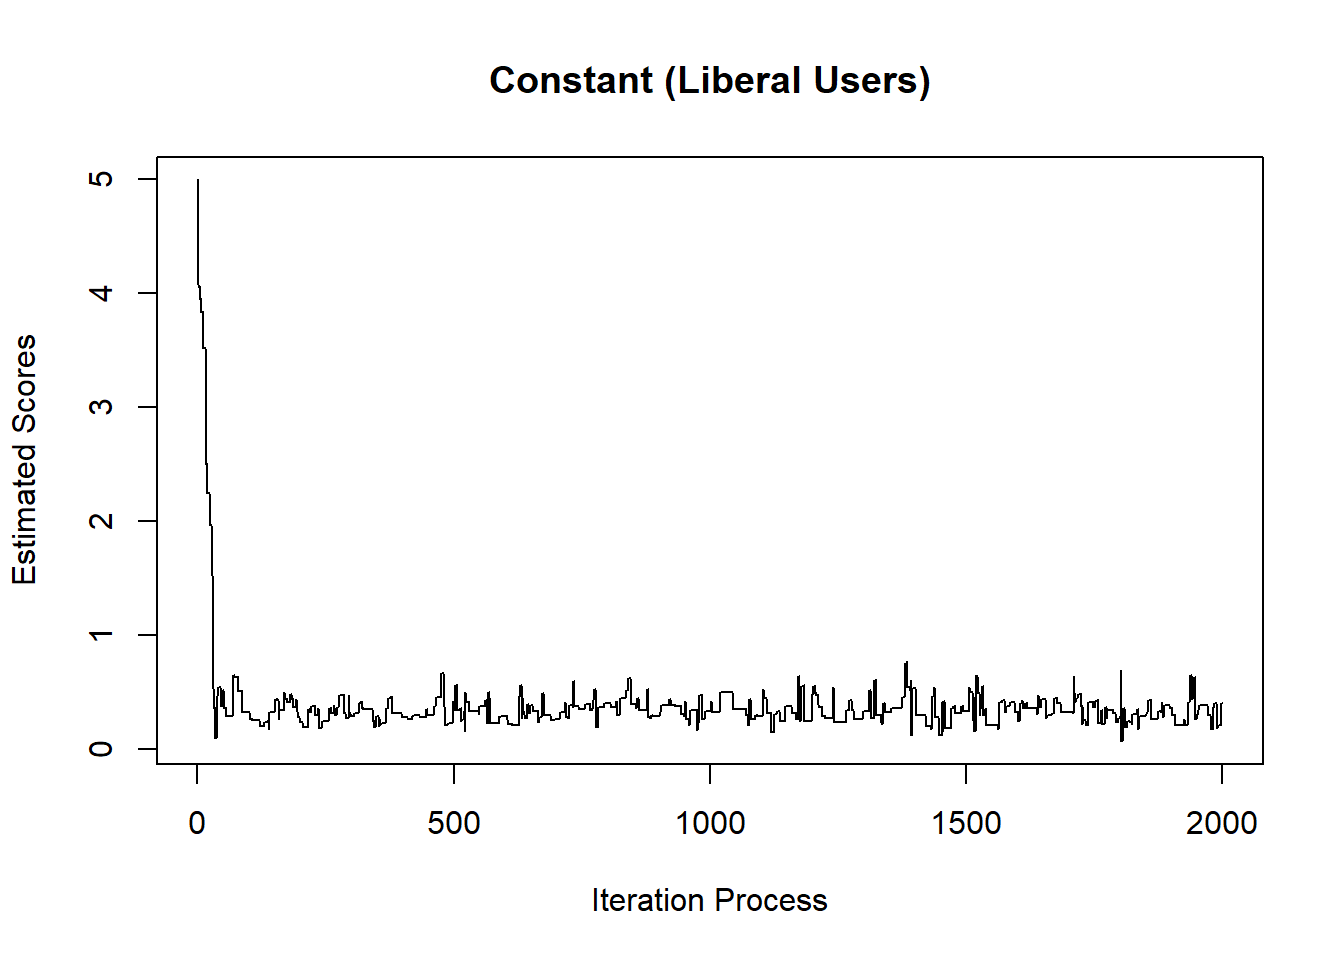 Constant (Liberal Users)
Estimated Scores
5
4
3
2
1
0
0 500 1000 1500 2000
Iteration Process